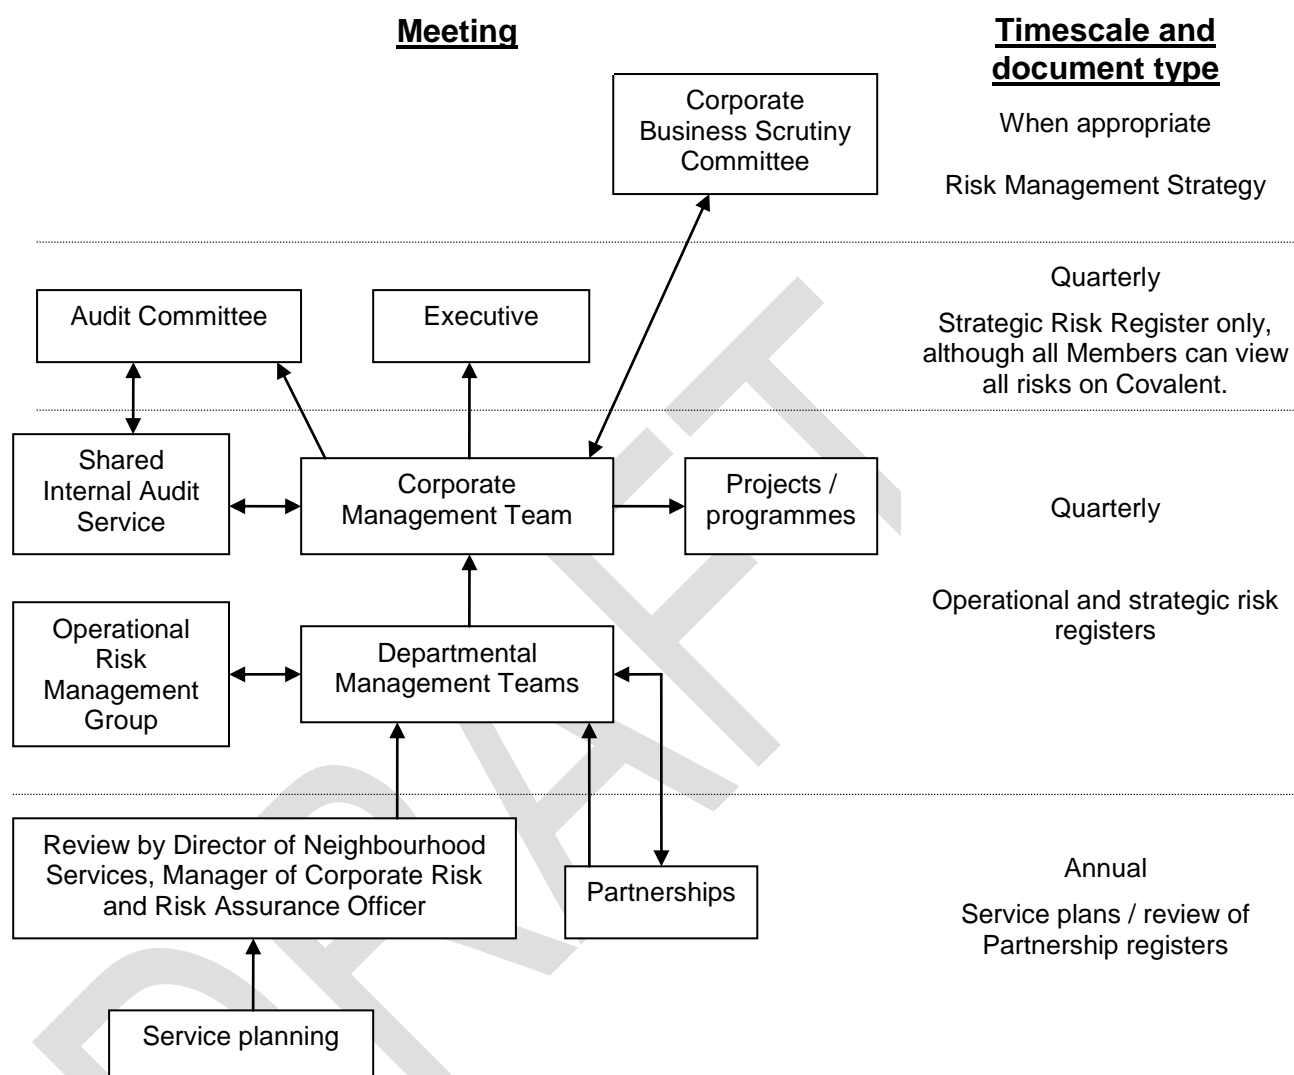 Meeting
Timescale and
document type
Corporate
Business Scrutiny
Committee
When appropriate
Risk Management Strategy
Audit Committee
Executive
Quarterly
Strategic Risk Register only,
although all Members can view
all risks on Covalent.
Shared
Internal Audit
Service
Corporate
Management Team
Projects /
programmes
Quarterly
Operational
Risk
Management
Group
Departmental
Management Teams
Operational and strategic risk
registers
Review by Director of Neighbourhood
Services, Manager of Corporate Risk
and Risk Assurance Officer
Partnerships
Annual
Service plans / review of
Partnership registers
Service planning
DRAFT